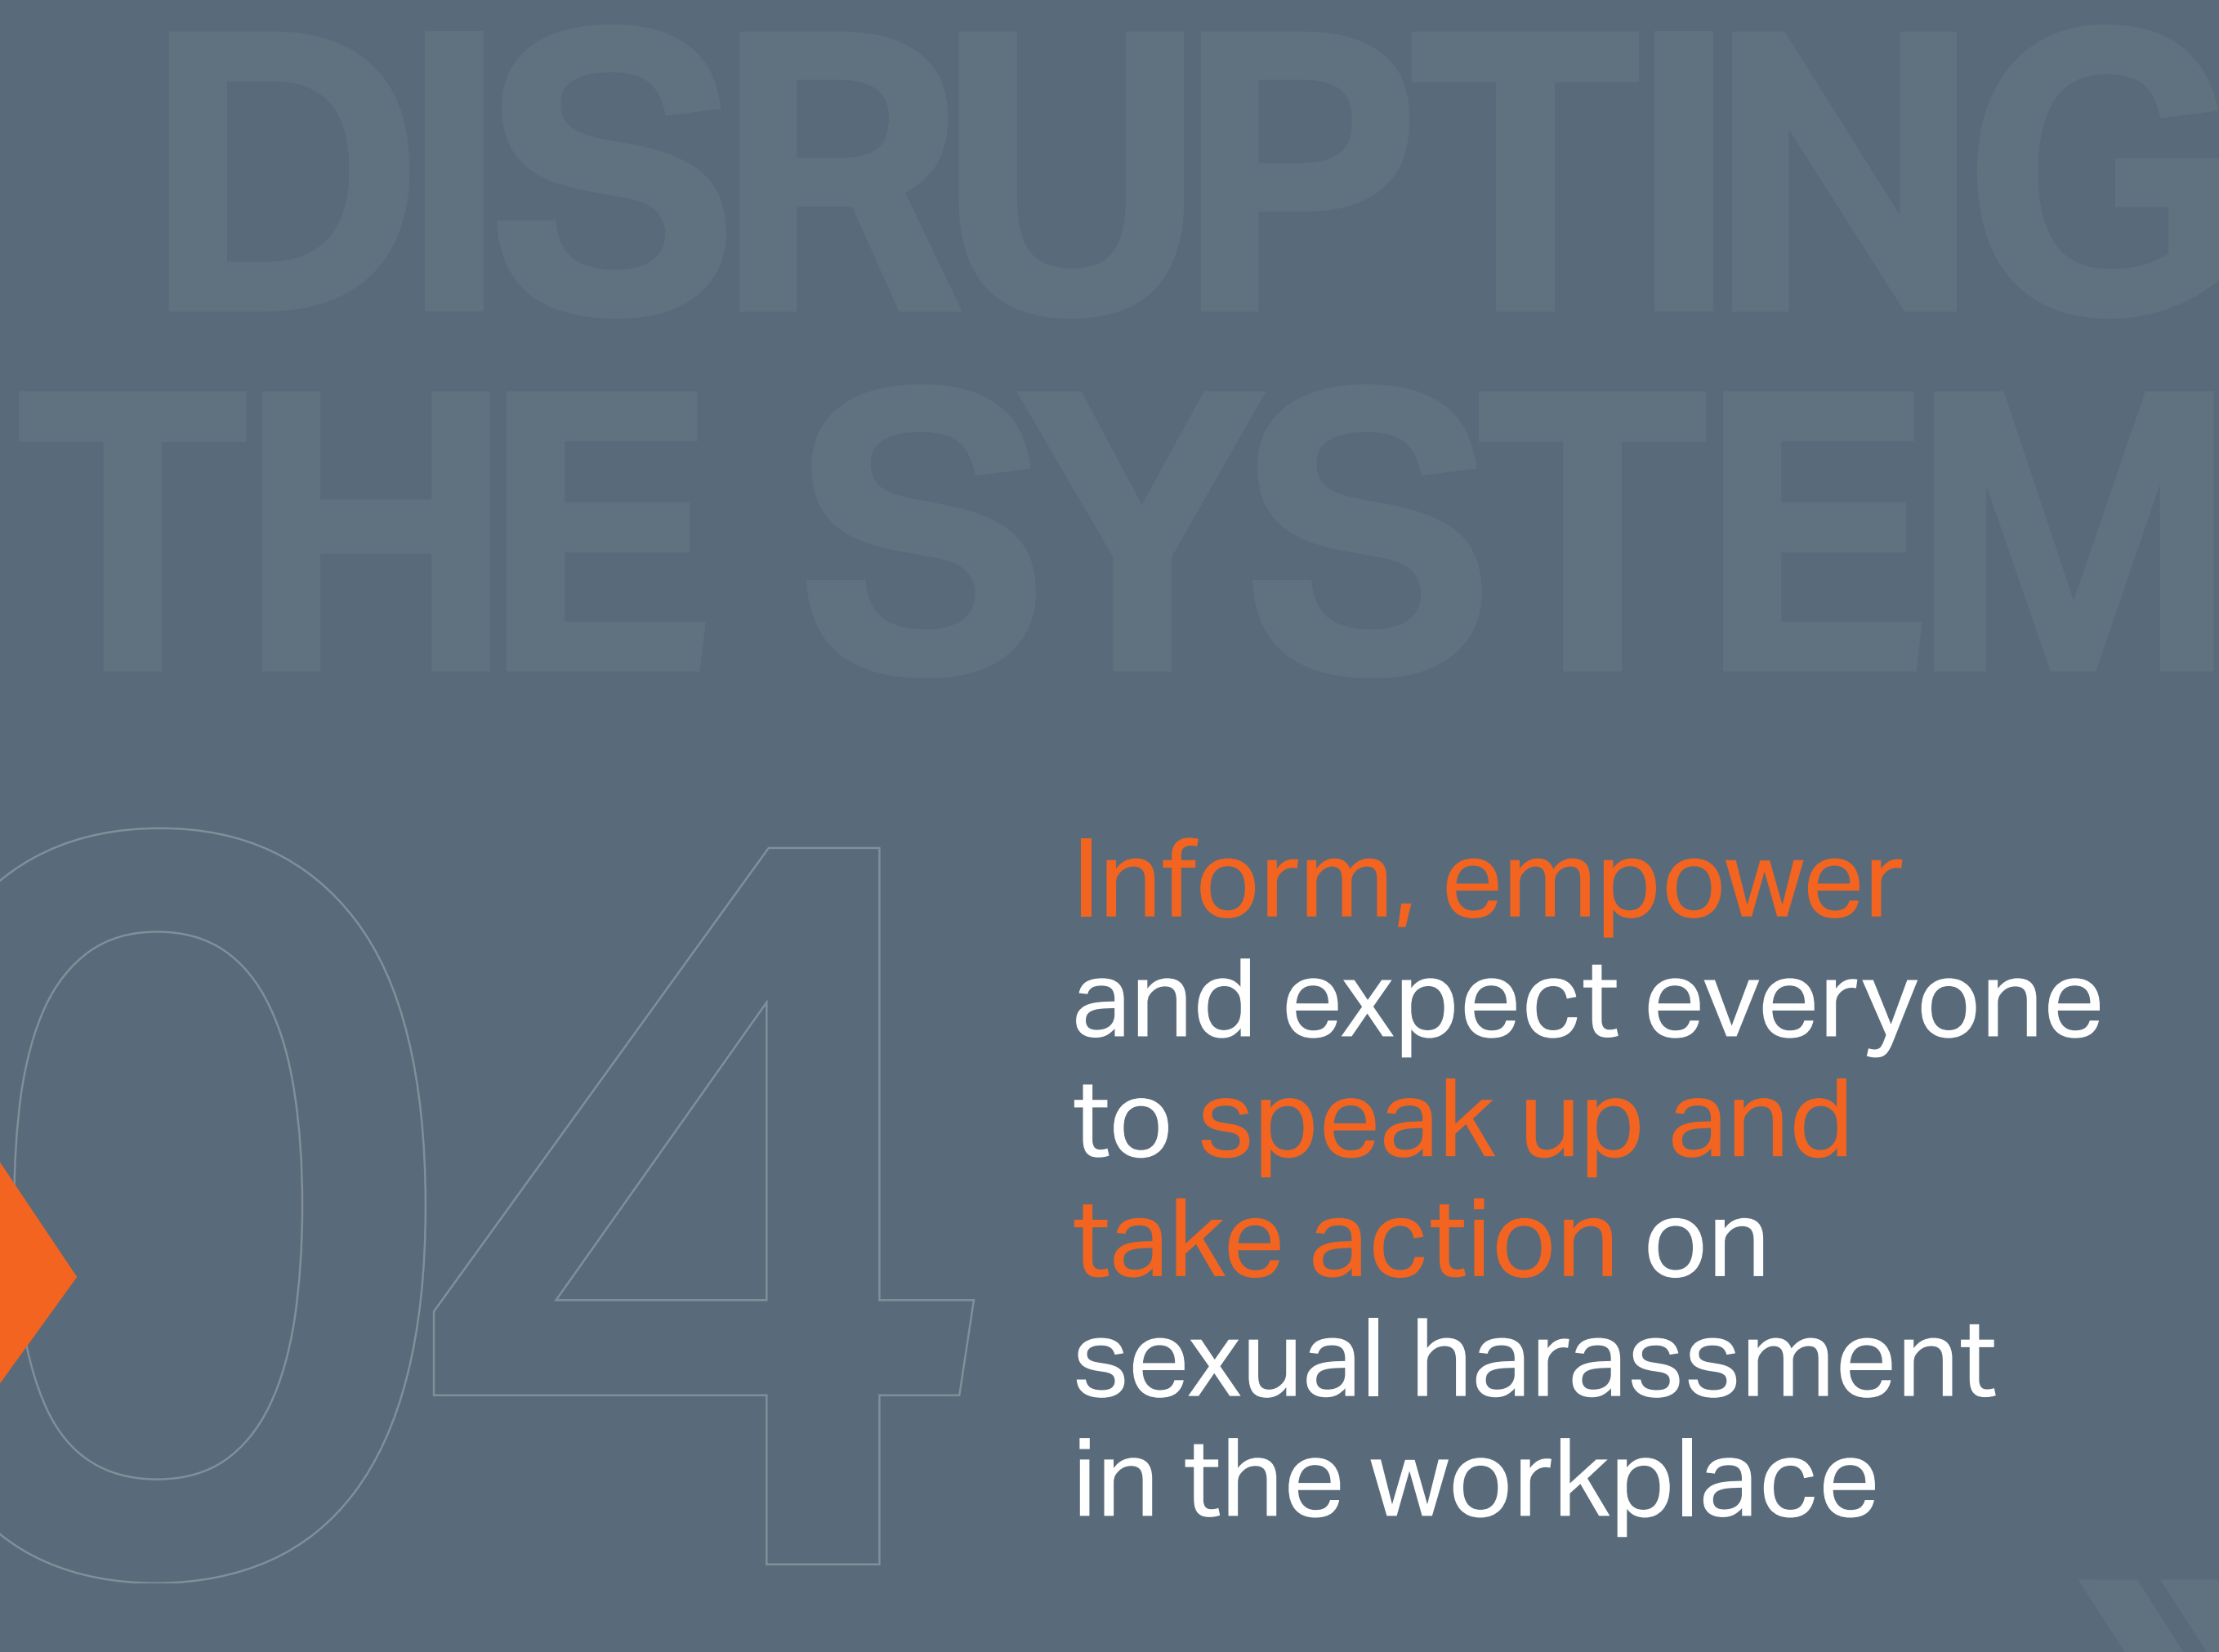 DISRUPTING
THE SYSTEM
04
Inform, empower
and expect everyone
to speak up and
take action on
sexual harassment
in the workplace